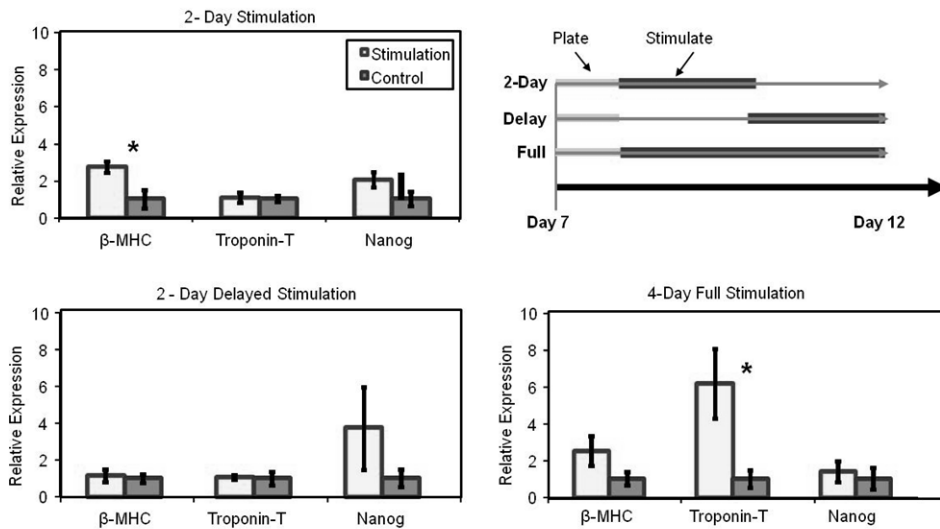 2- Day Stimulation
Relative Expression
10
8
6
4
2
0
Stimulation
Control
*
β-MHC Troponin-T Nanog
Plate Stimulate
2-Day
Delay
Full
Day 7 Day 12
2 - Day Delayed Stimulation
Relative Expression
10
8
6
4
2
0
β-MHC Troponin-T Nanog
4-Day Full Stimulation
Relative Expression
10
8
6
4
2
0
*
β-MHC Troponin-T Nanog